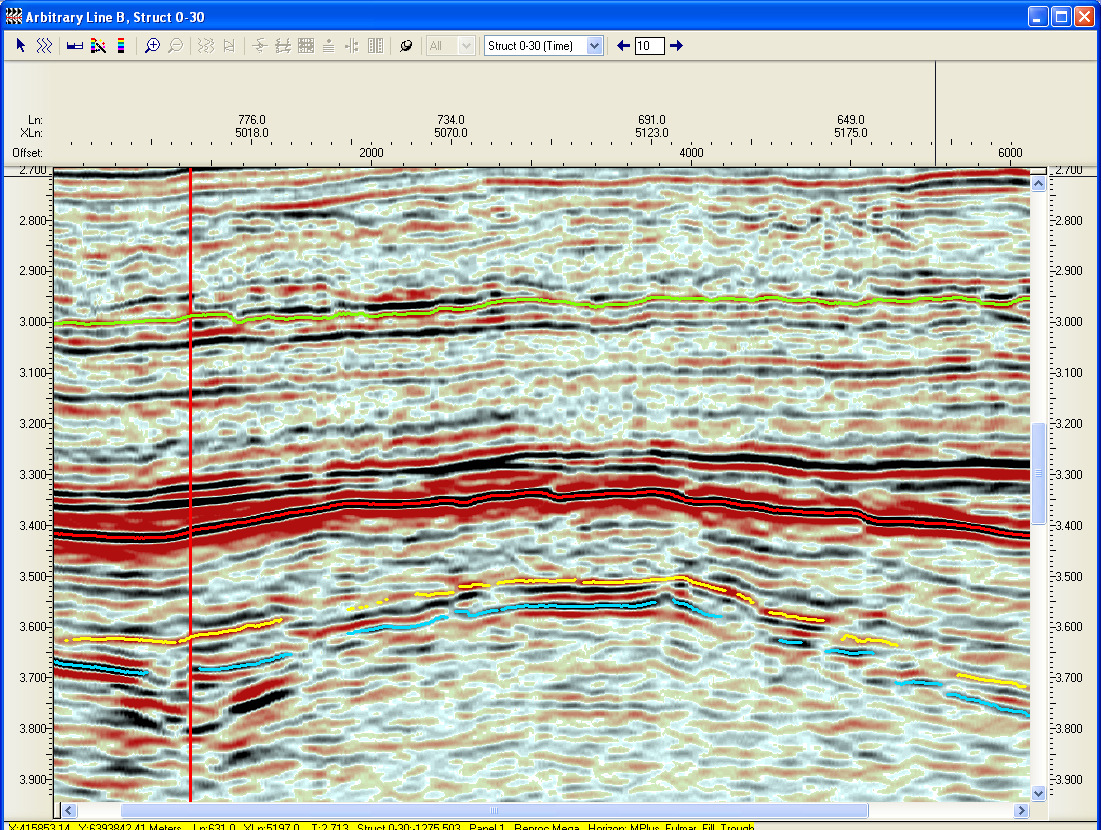 Arbitrary Line B, Struct 0-30
All Struct 0-30 (Time) 10
Ln: 776.0 734.0 691.0 649.0
XLn: 5018.0 5070.0 5123.0 5175.0
Offset: 2000 4000 6000
2.700 2.700
2.800 2.800
2.900 2.900
3.000 3.000
3.100 3.100
3.200 3.200
3.300 3.300
3.400 3.400
3.500 3.500
3.600 3.600
3.700 3.700
3.800 3.800
3.900 3.900
X:415853.14 Y:6393842.41 Meters Ln:631.0 XLn:5197.0 T:2.713 Struct 0-30:-1275.503 Panel 1 Reproc Mega Horizon: MPlus_Fulmar_Fill_Trough